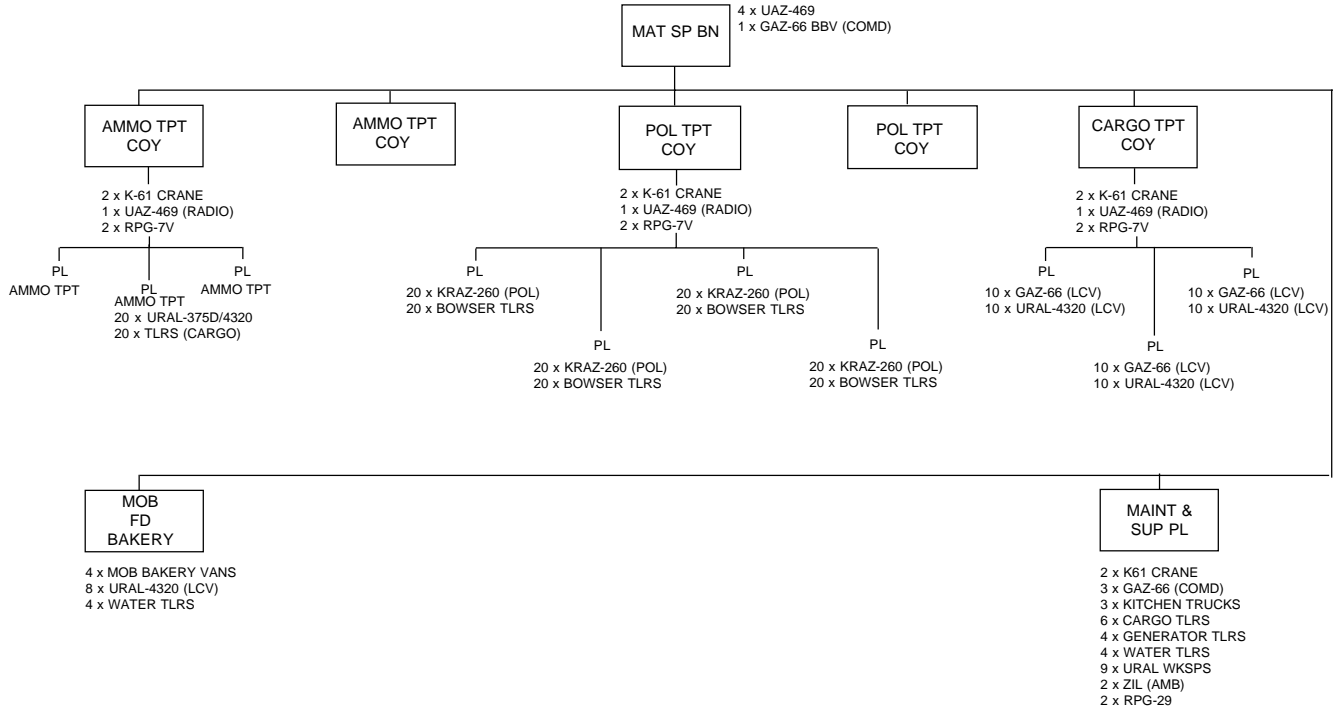 MAT SP BN
4 x UAZ-469
1 x GAZ-66 BBV (COMD)
AMMO TPT
COY
AMMO TPT
COY
POL TPT
COY
POL TPT
COY
CARGO TPT
COY
2 x K-61 CRANE
1 x UAZ-469 (RADIO)
2 x RPG-7V
2 x K-61 CRANE
1 x UAZ-469 (RADIO)
2 x RPG-7V
2 x K-61 CRANE
1 x UAZ-469 (RADIO)
2 x RPG-7V
PL
AMMO TPT
PL
AMMO TPT
20 x URAL-375D/4320
20 x TLRS (CARGO)
PL
AMMO TPT
PL
20 x KRAZ-260 (POL)
20 x BOWSER TLRS
PL
20 x KRAZ-260 (POL)
20 x BOWSER TLRS
PL
20 x KRAZ-260 (POL)
20 x BOWSER TLRS
PL
20 x KRAZ-260 (POL)
20 x BOWSER TLRS
PL
10 x GAZ-66 (LCV)
10 x URAL-4320 (LCV)
PL
10 x GAZ-66 (LCV)
10 x URAL-4320 (LCV)
PL
10 x GAZ-66 (LCV)
10 x URAL-4320 (LCV)
MOB
FD
BAKERY
4 x MOB BAKERY VANS
8 x URAL-4320 (LCV)
4 x WATER TLRS
MAINT &
SUP PL
2 x K61 CRANE
3 x GAZ-66 (COMD)
3 x KITCHEN TRUCKS
6 x CARGO TLRS
4 x GENERATOR TLRS
4 x WATER TLRS
9 x URAL WKSPS
2 x ZIL (AMB)
2 x RPG-29